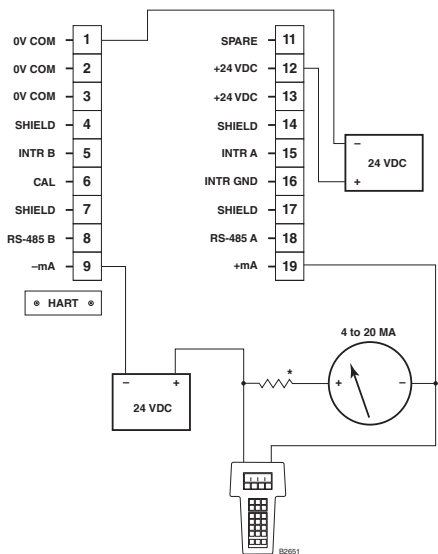 0V COM 1
0V COM 2
0V COM 3
SHIELD 4
INTR B 5
CAL 6
SHIELD 7
RS-485 B 8
–mA 9
HART
SPARE 11
+24 VDC 12
+24 VDC 13
SHIELD 14
INTR A 15
INTR GND 16
SHIELD 17
RS-485 A 18
+mA 19
–
24 VDC
+
4 to 20 MA
– +
24 VDC
*
+ –
B2651